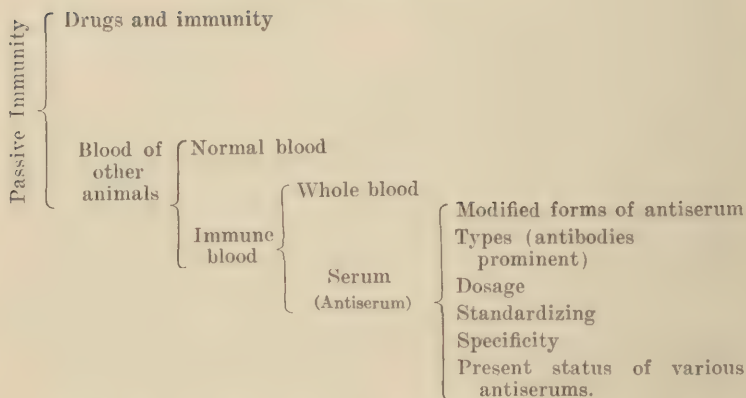 Passive Immunity
Drugs and immunity
Blood of
other
animals
Normal blood
Immune
blood
Whole blood
Serum
(Antiserum)
Modified forms of antiserum
Types (antibodies
prominent)
Dosage
Standardizing
Specificity
Present status of various
antiserums.